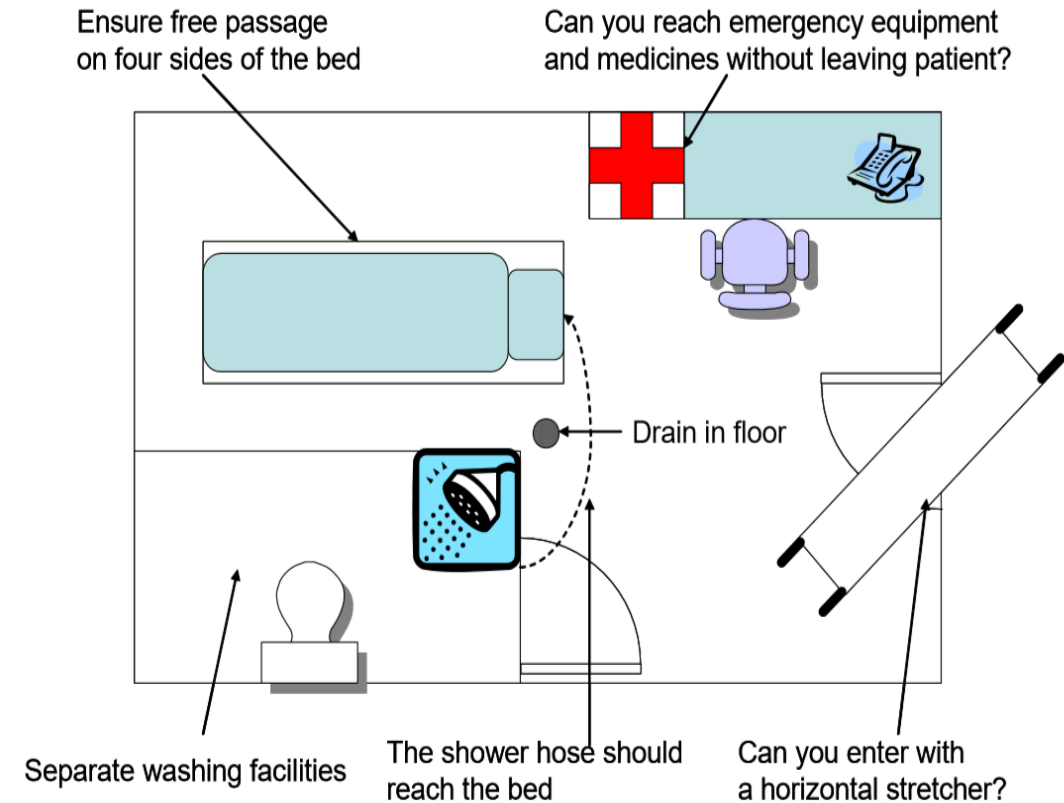 Ensure free passage
on four sides of the bed
Can you reach emergency equipment
and medicines without leaving patient?
Drain in floor
Separate washing facilities
The shower hose should
reach the bed
Can you enter with
a horizontal stretcher?